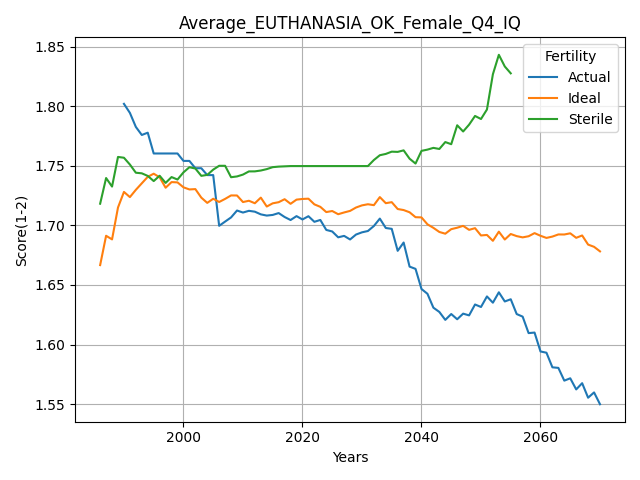 Average_EUTHANASIA_OK_Female_Q4_IQ
Score(1-2)
1.85
1.80
1.75
1.70
1.65
1.60
1.55
Fertility
Actual
Ideal
Sterile
2000 2020 2040 2060
Years